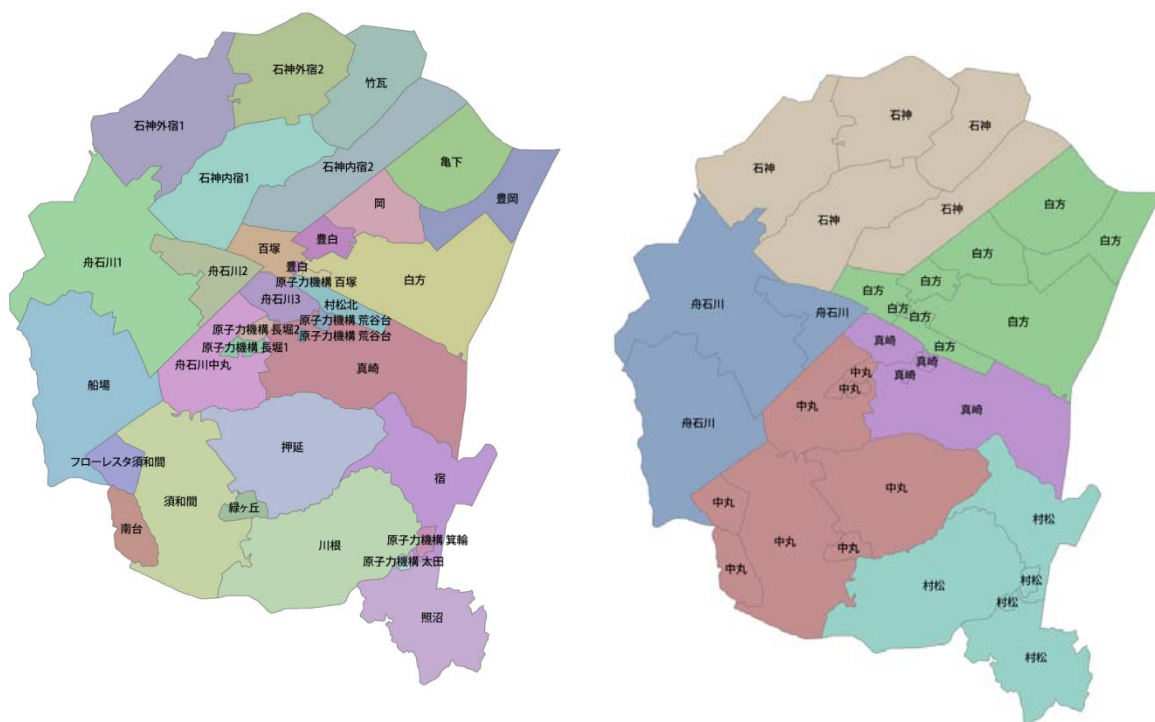 石神外宿2
竹瓦
石神外宿1
石神内宿2
亀下
石神内宿1
豊岡
岡
豊白
百塚
舟石川1
舟石川2
豊白
白方
原子力機構 百塚
舟石川3
村松北
原子力機構 荒谷台
原子力機構 長堀2
原子力機構 荒谷台
原子力機構 長堀1
舟石川中丸
真崎
船場
押延
フローレスタ須和間
宿
須和間
緑ヶ丘
南台
川根
原子力機構 箕輪
原子力機構 太田
照沼
石神
石神
石神
石神
石神
白方
白方
白方
白方
白方
白方
白方
白方
白方
舟石川
舟石川
舟石川
真崎
真崎
真崎
真崎
中丸
中丸
中丸
中丸
中丸
中丸
中丸
中丸
村松
村松
村松
村松